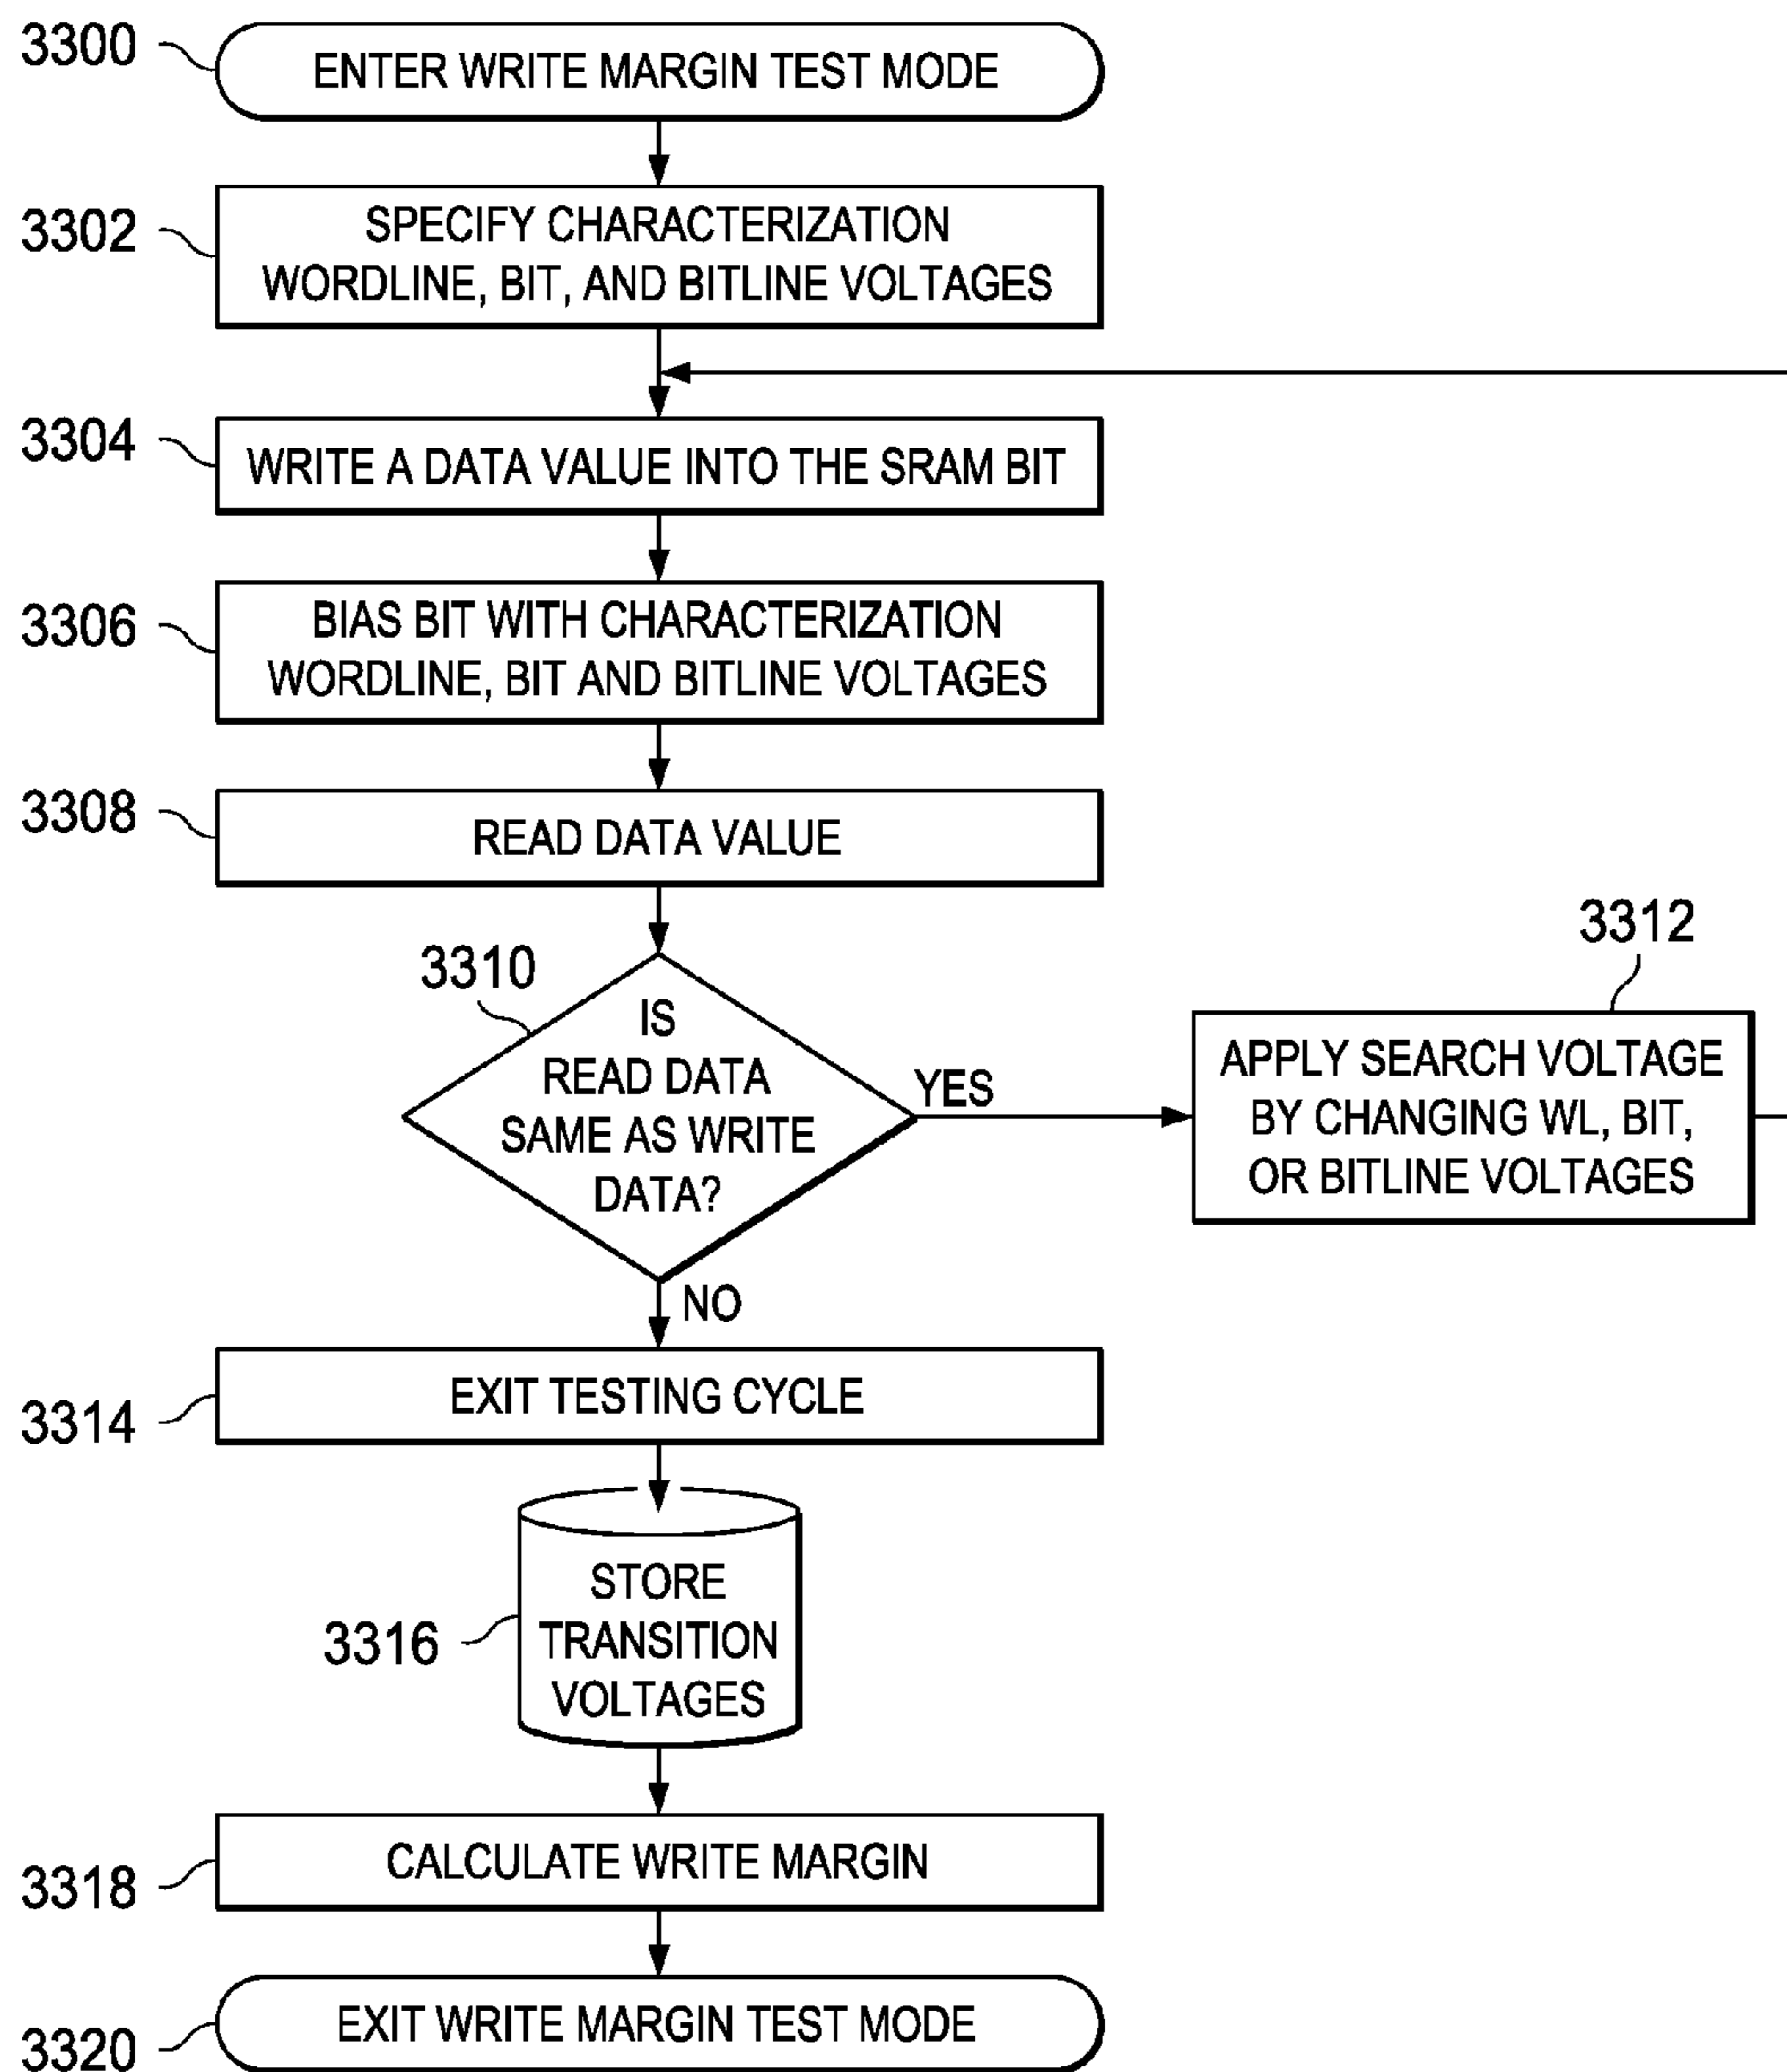 3300
ENTER WRITE MARGIN TEST MODE
3302
SPECIFY CHARACTERIZATION
WORDLINE, BIT, AND BITLINE VOLTAGES
3304
WRITE A DATA VALUE INTO THE SRAM BIT
3306
BIAS BIT WITH CHARACTERIZATION
WORDLINE, BIT AND BITLINE VOLTAGES
3308
READ DATA VALUE
3310
IS
READ DATA
SAME AS WRITE
DATA?
YES
3312
APPLY SEARCH VOLTAGE
BY CHANGING WL, BIT,
OR BITLINE VOLTAGES
NO
3314
EXIT TESTING CYCLE
3316
STORE
TRANSITION
VOLTAGES
3318
CALCULATE WRITE MARGIN
3320
EXIT WRITE MARGIN TEST MODE